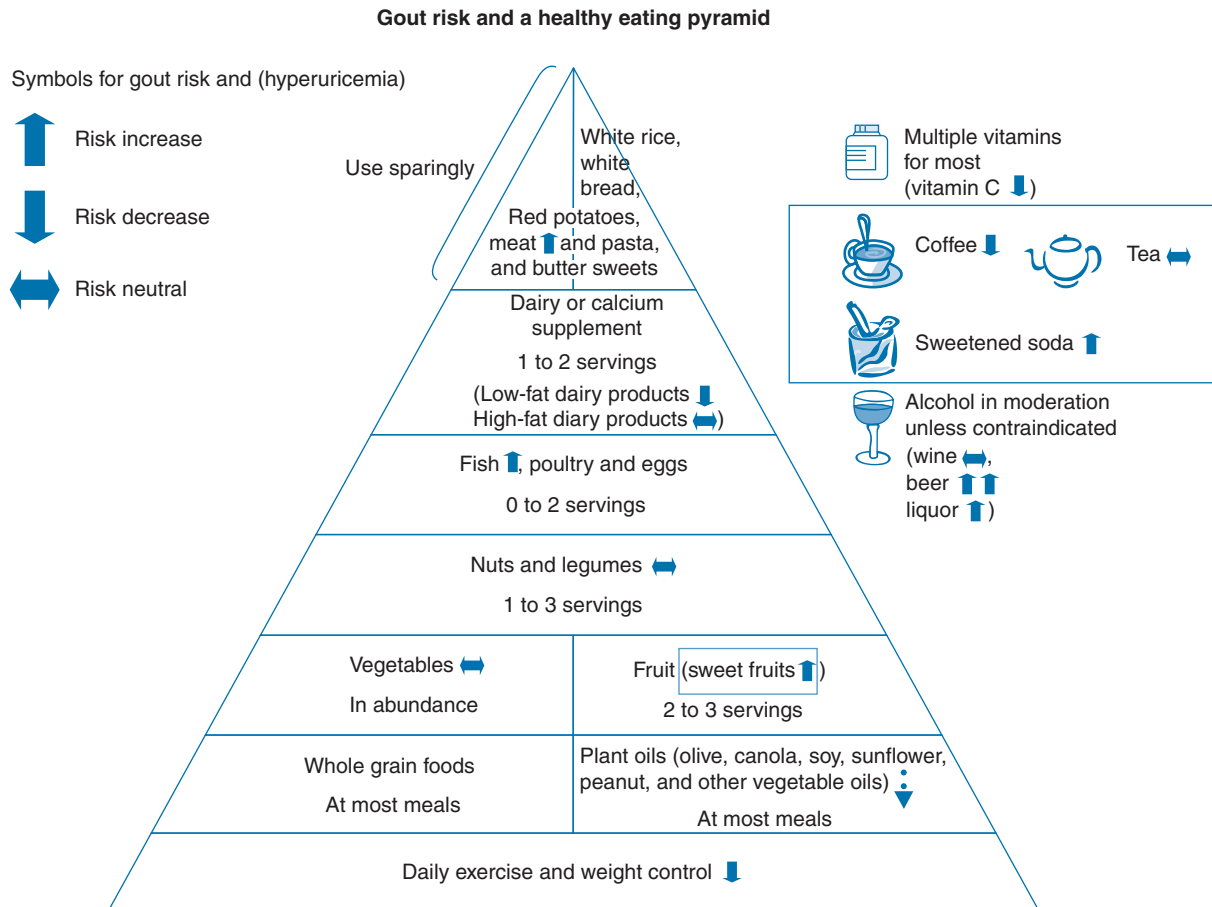 Gout risk and a healthy eating pyramid
Symbols for gout risk and (hyperuricemia)
Risk increase
Risk decrease
Risk neutral
Use sparingly
White rice,
white
bread,
Red potatoes,
meat and pasta,
and butter sweets
Dairy or calcium
supplement
1 to 2 servings
(Low-fat dairy products
High-fat diary products )
Fish , poultry and eggs
0 to 2 servings
Nuts and legumes
1 to 3 servings
Vegetables
In abundance
Fruit (sweet fruits )
2 to 3 servings
Whole grain foods
At most meals
Plant oils (olive, canola, soy, sunflower,
peanut, and other vegetable oils)
At most meals
Daily exercise and weight control
Multiple vitamins
for most
(vitamin C )
Coffee
Tea
Sweetened soda
Alcohol in moderation
unless contraindicated
(wine ,
beer
liquor )